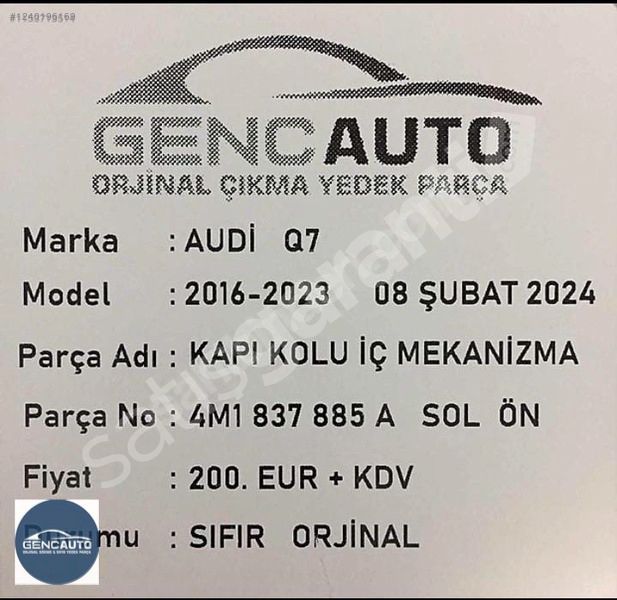 GENCAUTO
ORJİNAL ÇIKMA YEDEK PARÇA
Marka : AUDİ Q7
Model : 2016-2023 08 ŞUBAT 2024
Parça Adı : KAPI KOLU İÇ MEKANİZMA
Parça No : 4M1 837 885 A SOL ÖN
Fiyat : 200. EUR + KDV
mu : SIFIR ORJİNAL
GENCAUTO